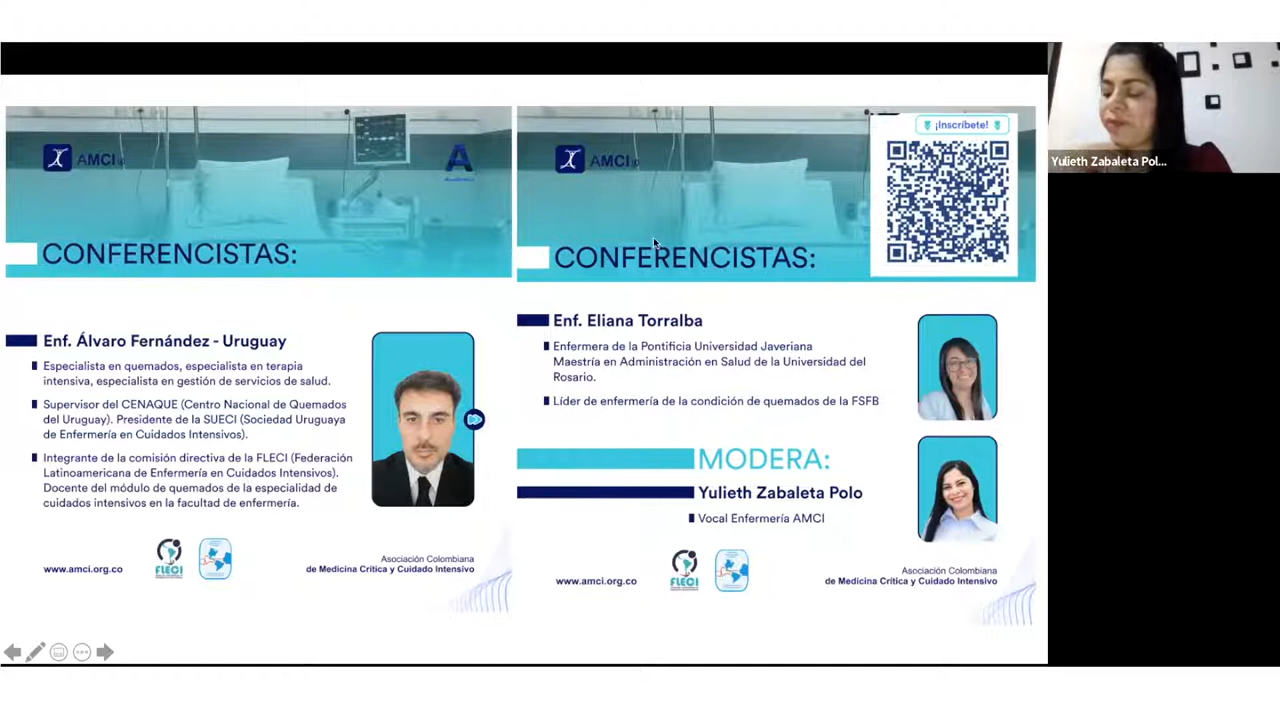 AMCI®
CONFERENCISTAS:
Enf. Álvaro Fernández - Uruguay
Especialista en quemados, especialista en terapia
intensiva, especialista en gestión de servicios de salud.
Supervisor del CENAQUE (Centro Nacional de Quemados
del Uruguay). Presidente de la SUECI (Sociedad Uruguaya
de Enfermería en Cuidados Intensivos).
Integrante de la comisión directiva de la FLECI (Federación
Latinoamericana de Enfermería en Cuidados Intensivos).
Docente del módulo de quemados de la especialidad de
cuidados intensivos en la facultad de enfermería.
www.amci.org.co
FLECI
Asociación Colombiana
de Medicina Crítica y Cuidado Intensivo
AMCI®
¡Inscríbete!
CONFERENCISTAS:
Enf. Eliana Torralba
Enfermera de la Pontificia Universidad Javeriana
Maestría en Administración en Salud de la Universidad del
Rosario.
Líder de enfermería de la condición de quemados de la FSFB
MODERA:
Yulieth Zabaleta Polo
Vocal Enfermería AMCI
www.amci.org.co
FLECI
Asociación Colombiana
de Medicina Crítica y Cuidado Intensivo
Yulieth Zabaleta Pol...